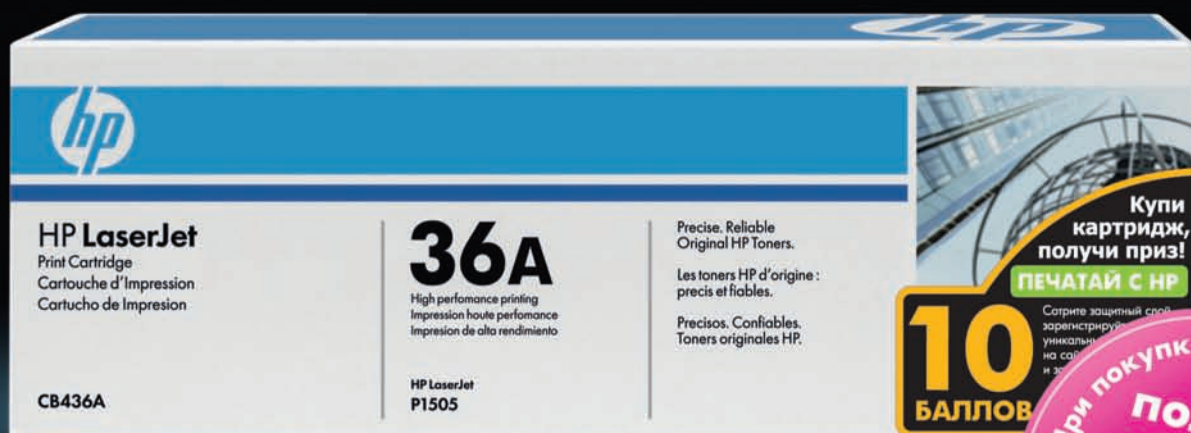 hp
hp
HP LaserJet
Print Cartridge
Cartouche d'Impression
Cartucho de Impresion
CB436A
36A
High perfomance printing
Impression houte perfomance
Impresion de alta rendimiento
HP LaserJet
P1505
Precise. Reliable
Original HP Toners.
Les toners HP d'origine :
precis et fiables.
Precisos. Confiables.
Toners originales HP.
Купи
картридж,
получи приз!
ПЕЧАТАЙ С HP
10
БАЛЛОВ
Сотрите защитный слой
на
и
покупк